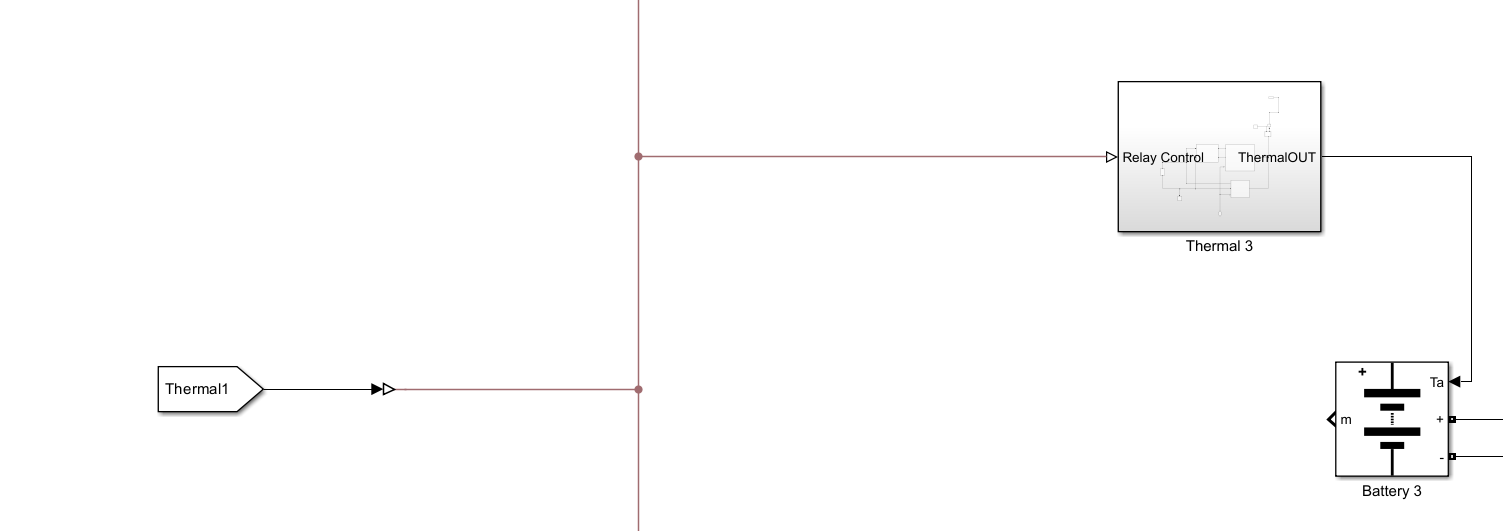 Relay Control
ThermalOUT
Thermal 3
Thermal1
+
Ta
m
+
-
Battery 3